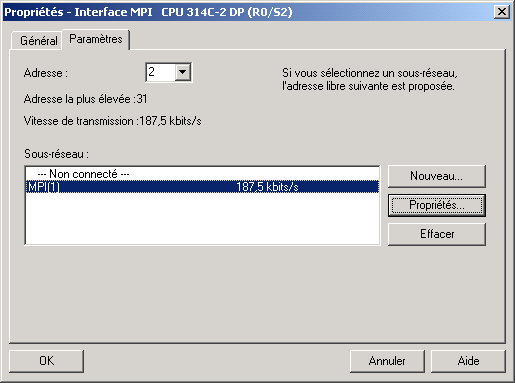 Propriétés - Interface MPI   CPU 314C-2 DP (R0/S2)
Général   Paramètres
Adresse :   2
Si vous sélectionnez un sous-réseau,
l'adresse libre suivante est proposée.
Adresse la plus élevée :31
Vitesse de transmission :187,5 kbits/s
Sous-réseau :
--- Non connecté ---
MPI(1)   187,5 kbits/s
Nouveau...
Propriétés...
Effacer
OK   Annuler   Aide